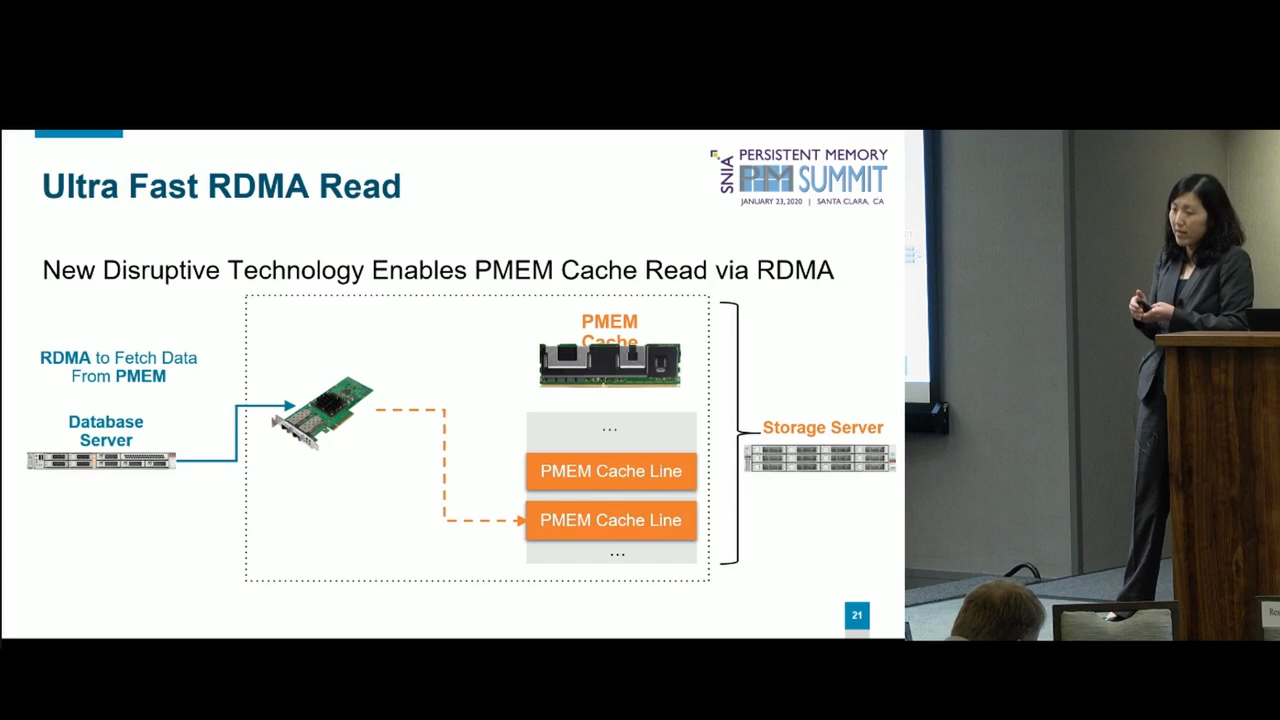 Ultra Fast RDMA Read
SNIA
PERSISTENT MEMORY
PM SUMMIT
JANUARY 23, 2020 | SANTA CLARA, CA
New Disruptive Technology Enables PMEM Cache Read via RDMA
PMEM
Cache
RDMA to Fetch Data
From PMEM
Database
Server
...
PMEM Cache Line
PMEM Cache Line
...
Storage Server
21